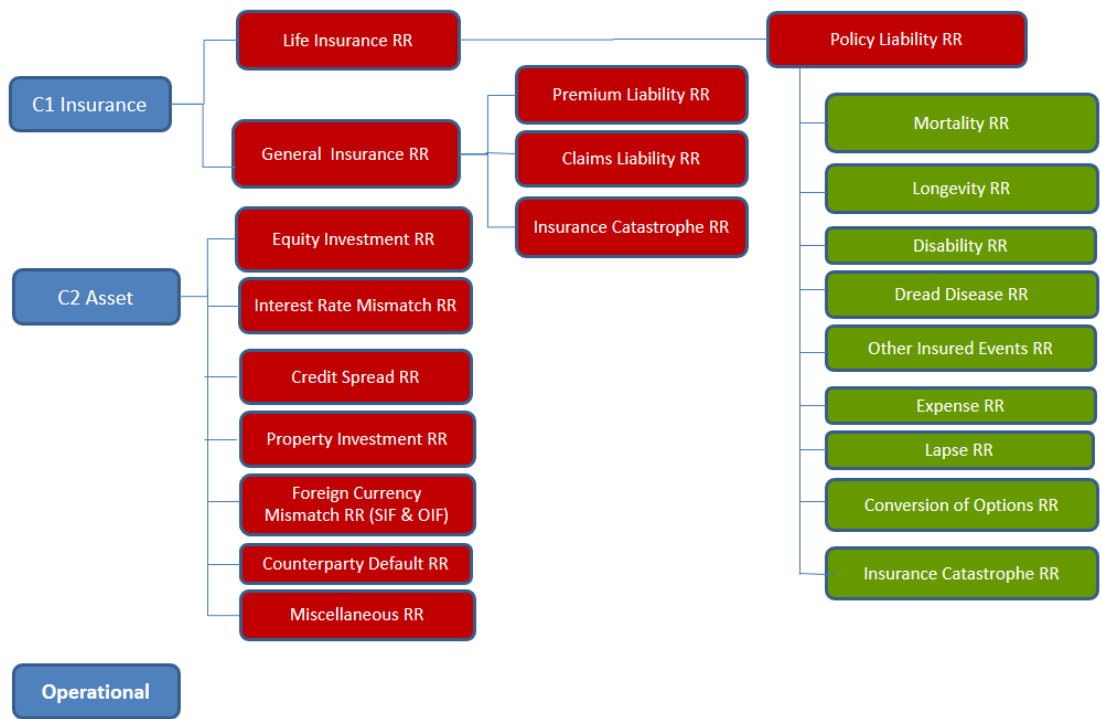 Life Insurance RR
Policy Liability RR
C1 Insurance
Premium Liability RR
Mortality RR
General Insurance RR
Claims Liability RR
Longevity RR
Insurance Catastrophe RR
Equity Investment RR
Disability RR
C2 Asset
Interest Rate Mismatch RR
Dread Disease RR
Other Insured Events RR
Credit Spread RR
Expense RR
Property Investment RR
Lapse RR
Foreign Currency
Mismatch RR (SIF & OIF)
Conversion of Options RR
Counterparty Default RR
Insurance Catastrophe RR
Miscellaneous RR
Operational